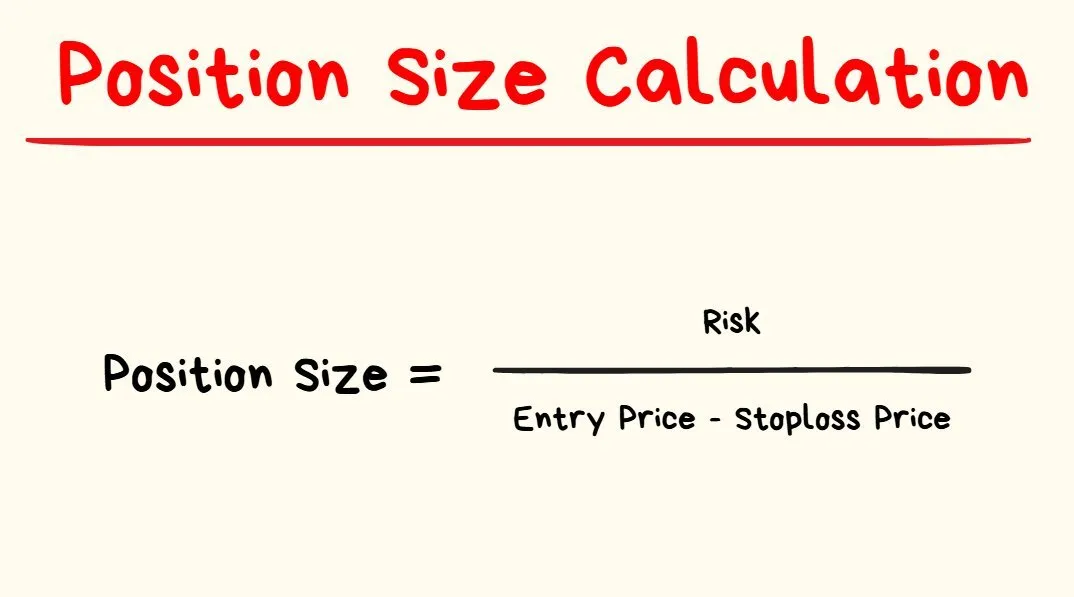 Position Size Calculation
Risk
Position Size =
Entry Price - Stoploss Price